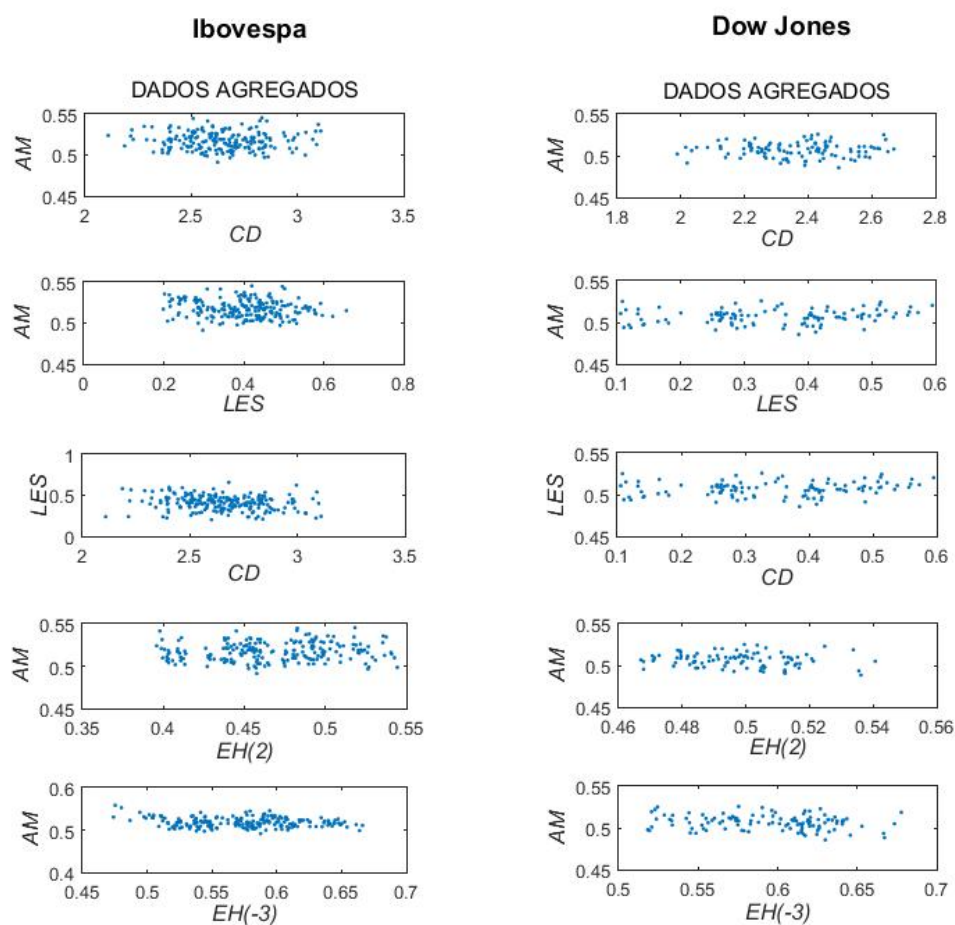 Ibovespa
DADOS AGREGADOS
0.55
0.5
0.45
AM
2 2.5 3 3.5
CD
0.55
0.5
0.45
AM
0 0.2 0.4 0.6 0.8
LES
1
0.5
0
LES
2 2.5 3 3.5
CD
0.55
0.5
0.45
AM
0.35 0.4 0.45 0.5 0.55
EH(2)
0.6
0.5
0.4
AM
0.45 0.5 0.55 0.6 0.65 0.7
EH(-3)
Dow Jones
DADOS AGREGADOS
0.55
0.5
0.45
AM
1.8 2 2.2 2.4 2.6 2.8
CD
0.55
0.5
0.45
AM
0.1 0.2 0.3 0.4 0.5 0.6
LES
0.55
0.5
0.45
LES
0.1 0.2 0.3 0.4 0.5 0.6
CD
0.55
0.5
0.45
AM
0.46 0.48 0.5 0.52 0.54 0.56
EH(2)
0.55
0.5
0.45
AM
0.5 0.55 0.6 0.65 0.7
EH(-3)